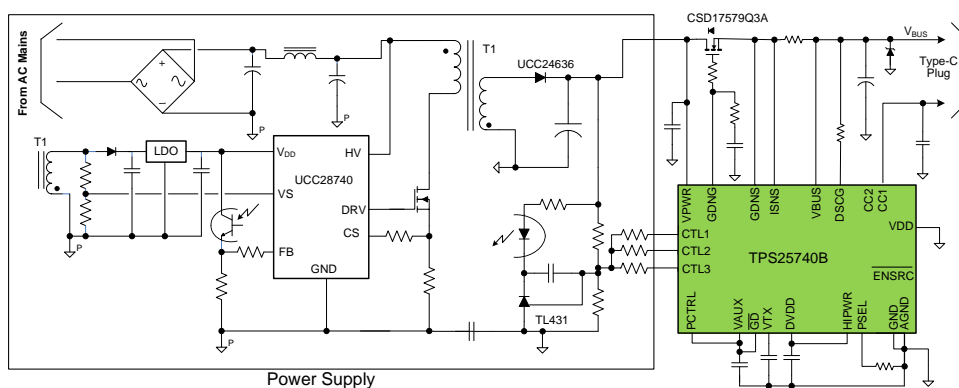 CSD17579Q3A
T1
UCC24636
VBUS
Type-C
Plug
From AC Mains
P
P
T1
LDO
VDD
HV
UCC28740
VS
DRV
CS
FB
GND
P
P
TL431
Power Supply
VPWR
GDNG
GDNS
ISNS
VBUS
DSCG
CC2
CC1
CTL1
CTL2
CTL3
VDD
TPS25740B
ENSRC
PCTRL
VAUX
GD
VTX
DVDD
HIPWR
PSEL
GND
AGND